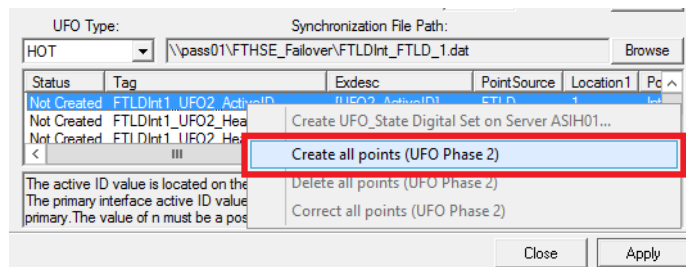 UFO Type: Synchronization File Path:
HOT \\pass01\FTHSE_Failover\FTLDInt_FTLD_1.dat Browse
Status Tag Exdesc PointSource Location1
Not Created FTLDInt1_UFO2_ActiveID [UFO2_ActiveID] FTLD 1
Not Created FTLDInt1_UFO2_Hea
Not Created FTLDInt1_UFO2_Hea
Create UFO_State Digital Set on Server ASIH01...
Create all points (UFO Phase 2)
Delete all points (UFO Phase 2)
Correct all points (UFO Phase 2)
The active ID value is located on the
The primary interface active ID value
primary.The value of n must be a pos
Close Apply